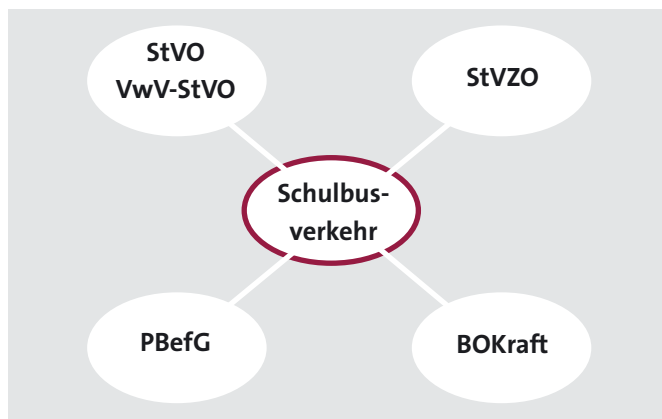 StVO
VwV-StVO
StVZO
Schulbus-
verkehr
PBefG
BOKraft